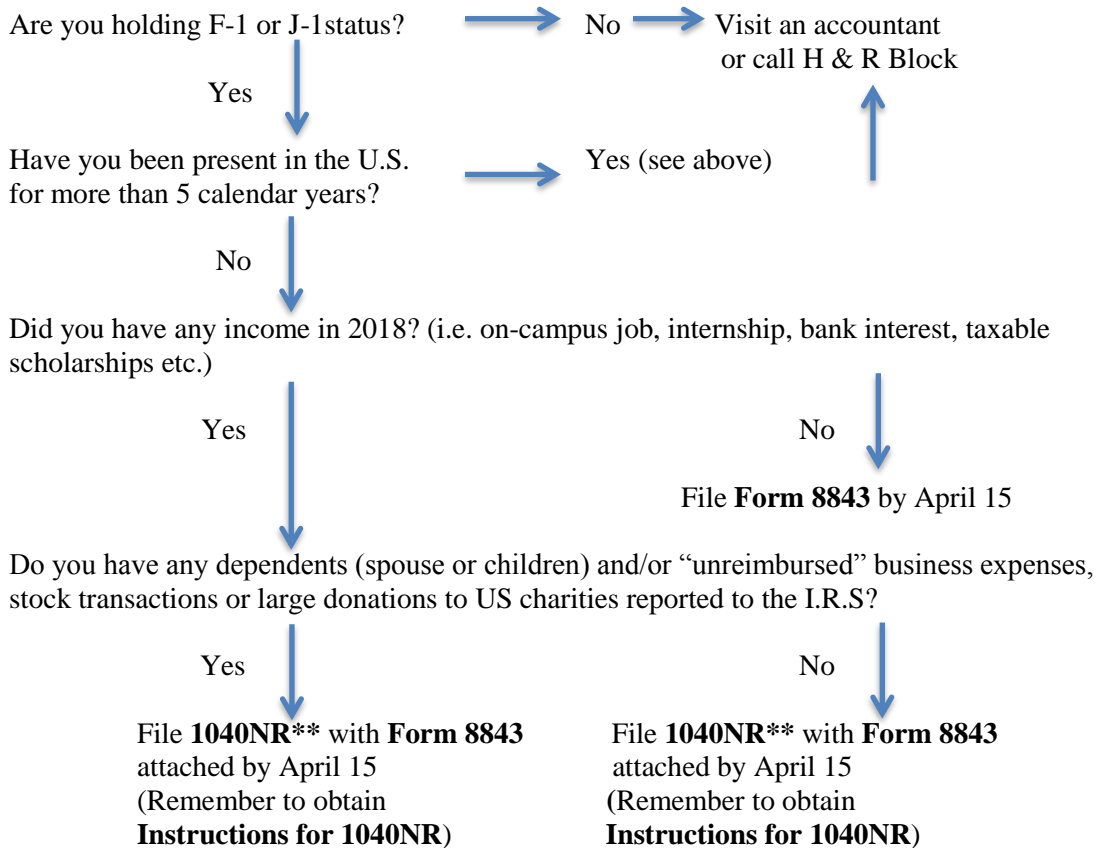 Are you holding F-1 or J-1status? No Visit an accountant
or call H & R Block
Yes
Have you been present in the U.S. Yes (see above)
for more than 5 calendar years?
No
Did you have any income in 2018? (i.e. on-campus job, internship, bank interest, taxable
scholarships etc.)
Yes No
File Form 8843 by April 15
Do you have any dependents (spouse or children) and/or “unreimbursed” business expenses,
stock transactions or large donations to US charities reported to the I.R.S?
Yes No
File 1040NR** with Form 8843 File 1040NR** with Form 8843
attached by April 15 attached by April 15
(Remember to obtain (Remember to obtain
Instructions for 1040NR) Instructions for 1040NR)